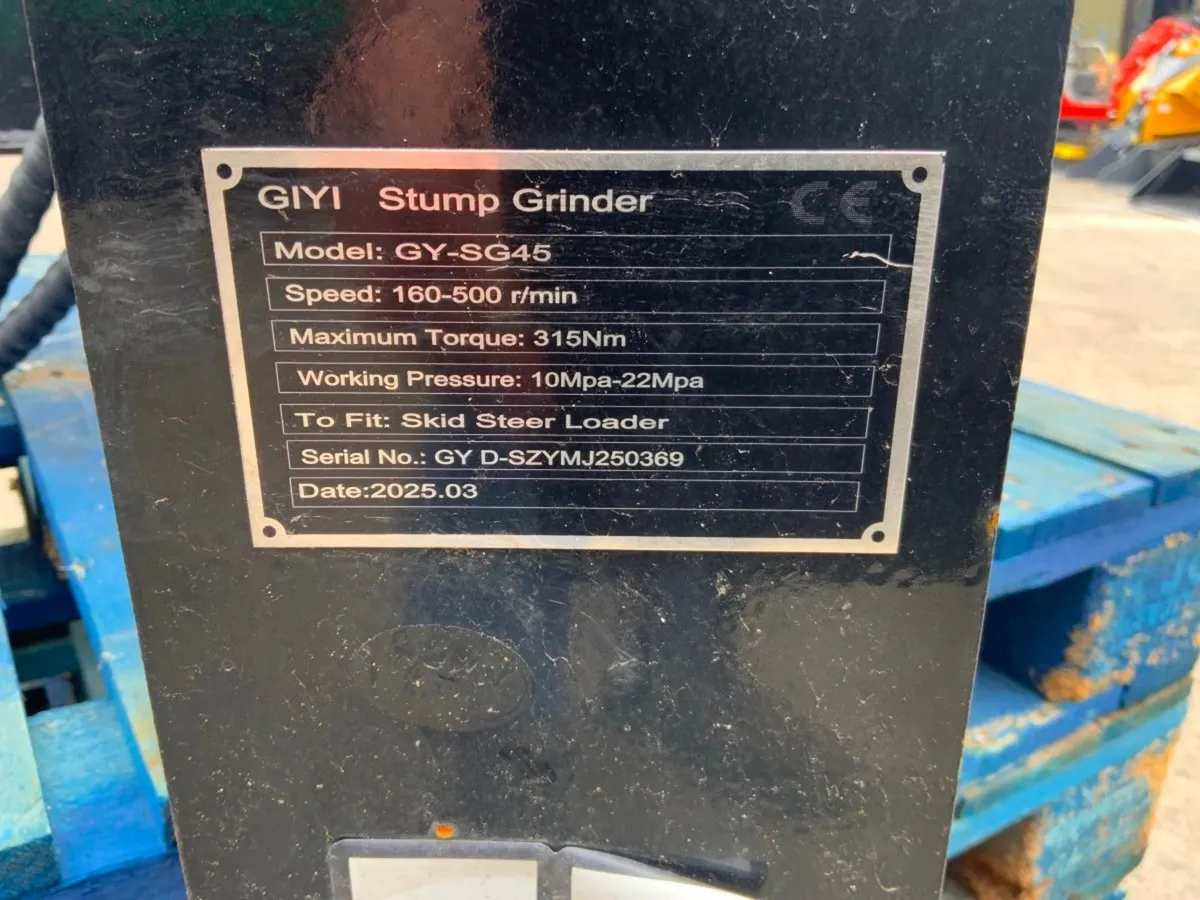 GIYI Stump Grinder CE
Model: GY-SG45
Speed: 160-500 r/min
Maximum Torque: 315Nm
Working Pressure: 10Mpa-22Mpa
To Fit: Skid Steer Loader
Serial No.: GY D-SZYMJ250369
Date:2025.03